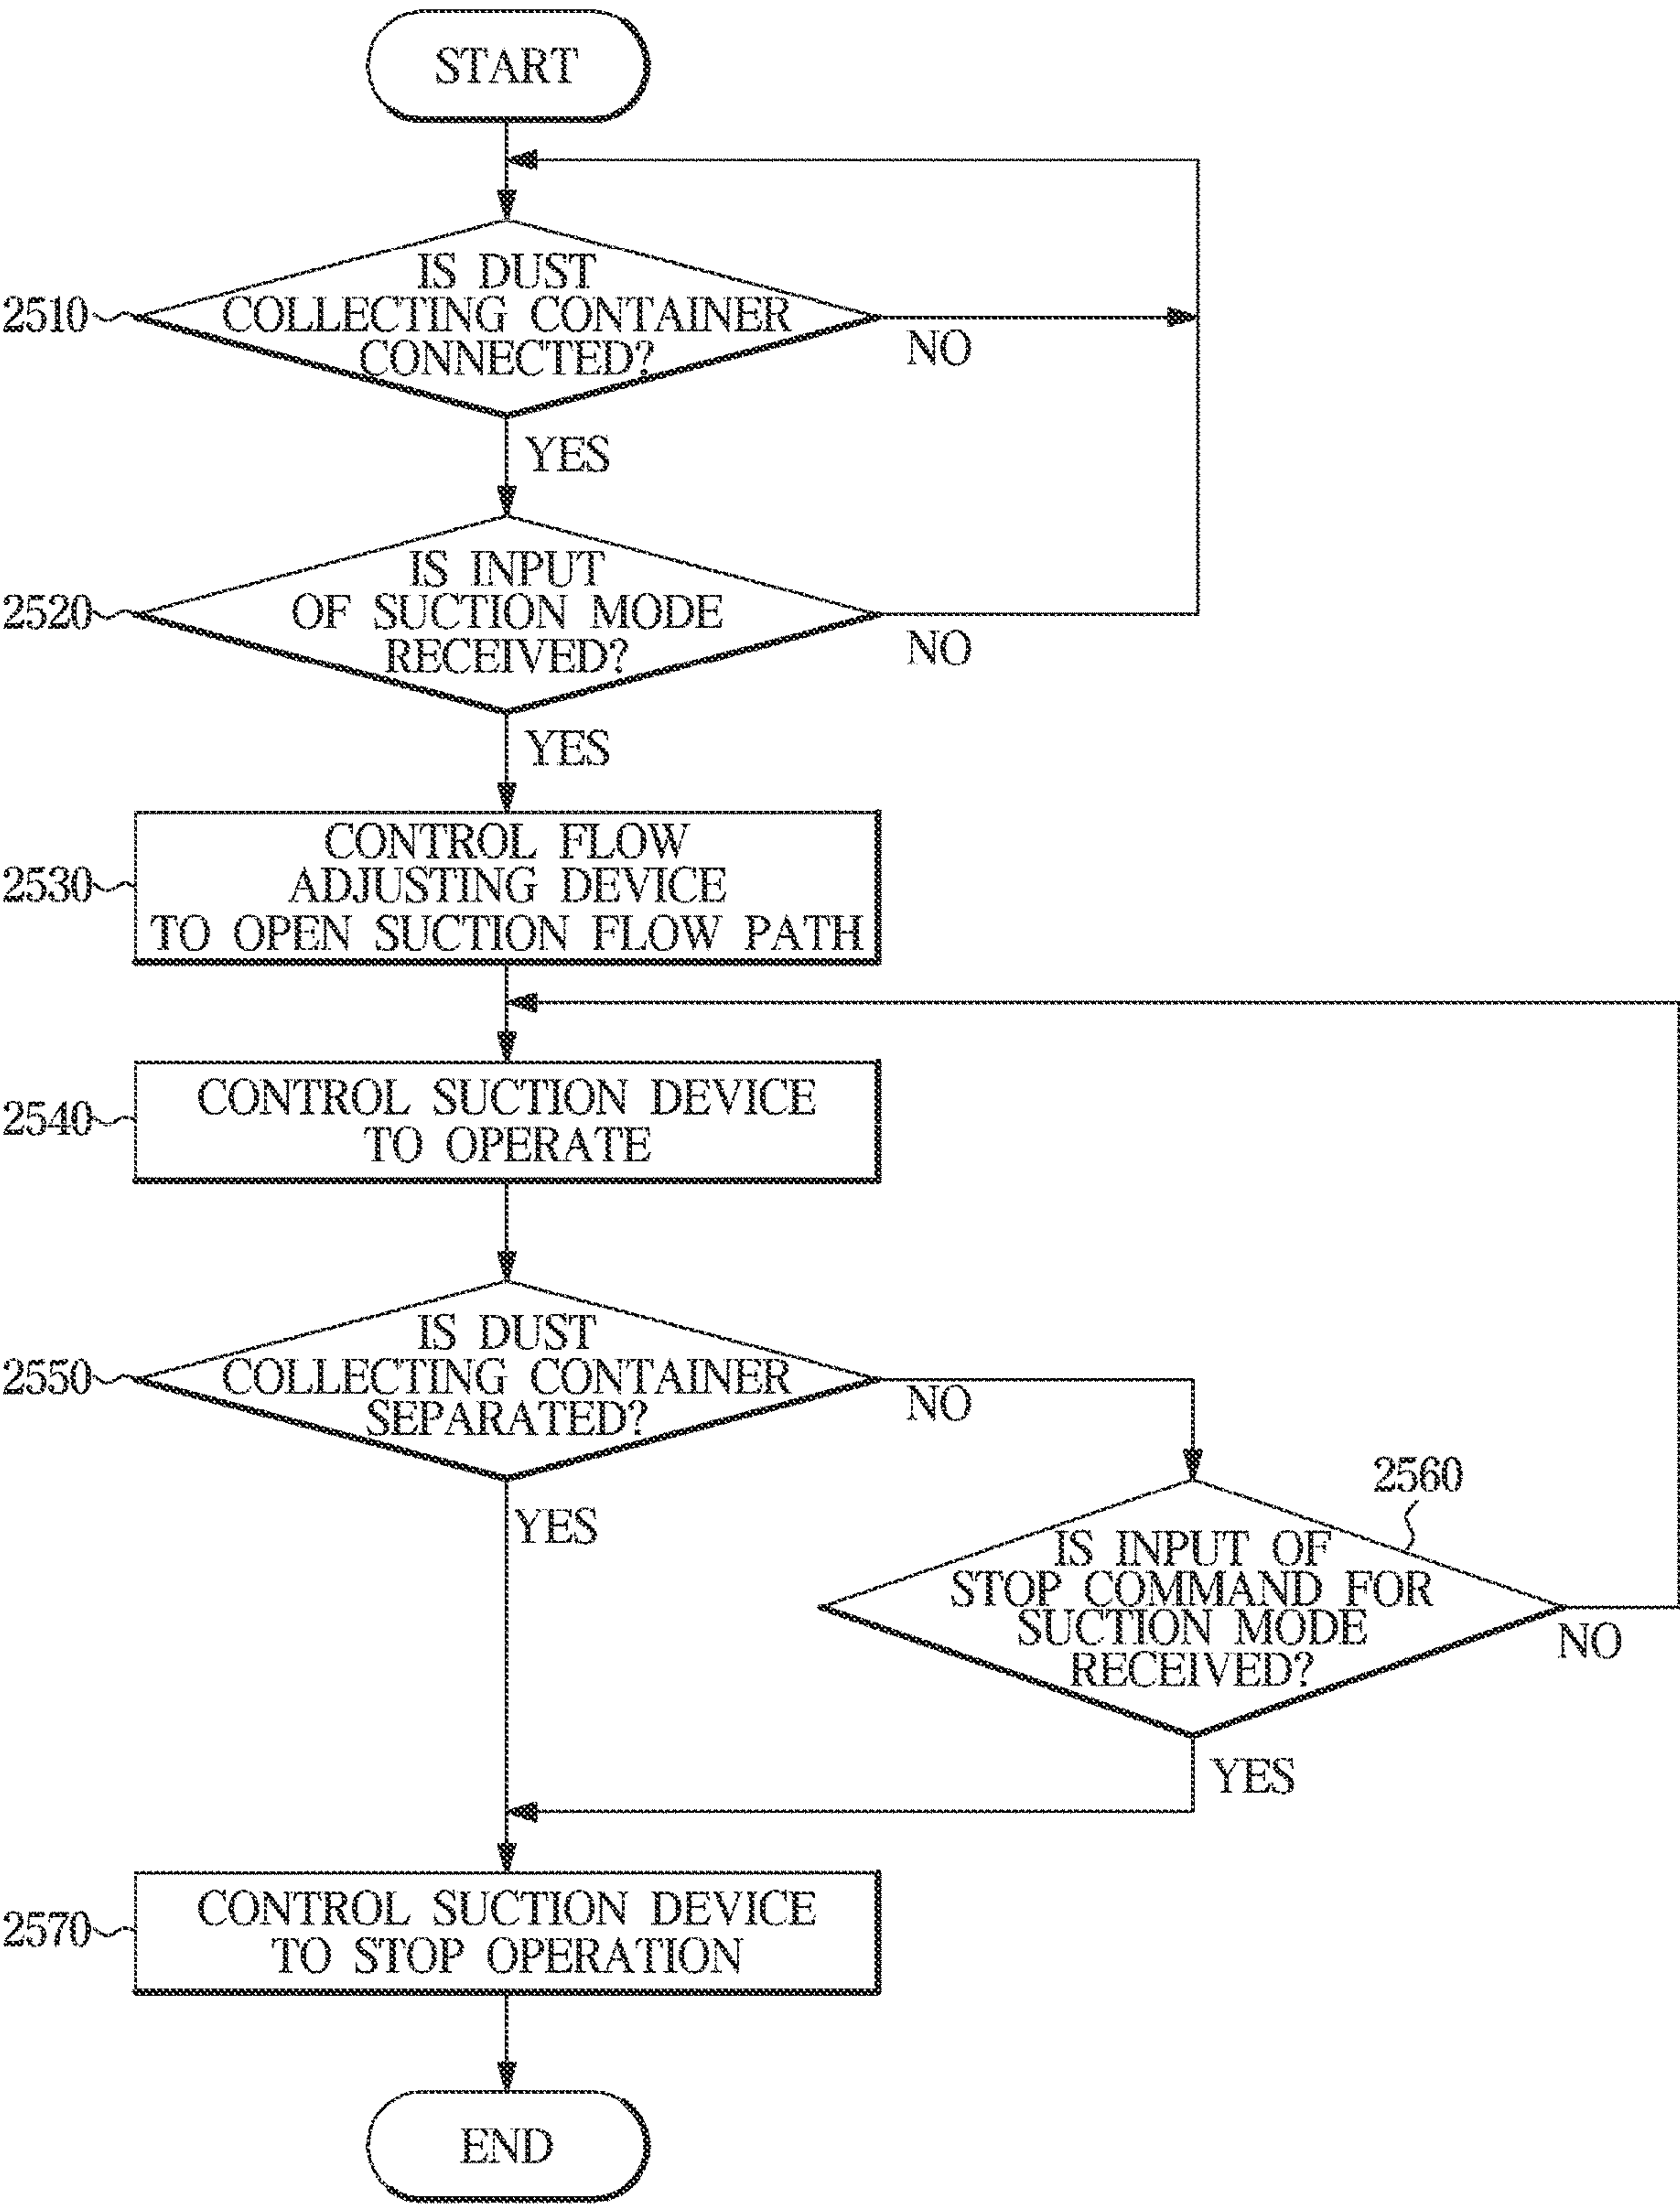 START
IS DUST
COLLECTING CONTAINER
CONNECTED?
2510
NO
YES
IS INPUT
OF SUCTION MODE
RECEIVED?
2520
NO
YES
CONTROL FLOW
ADJUSTING DEVICE
TO OPEN SUCTION FLOW PATH
2530
CONTROL SUCTION DEVICE
TO OPERATE
2540
IS DUST
COLLECTING CONTAINER
SEPARATED?
2550
NO
YES
2560
IS INPUT OF
STOP COMMAND FOR
SUCTION MODE
RECEIVED?
NO
YES
CONTROL SUCTION DEVICE
TO STOP OPERATION
2570
END